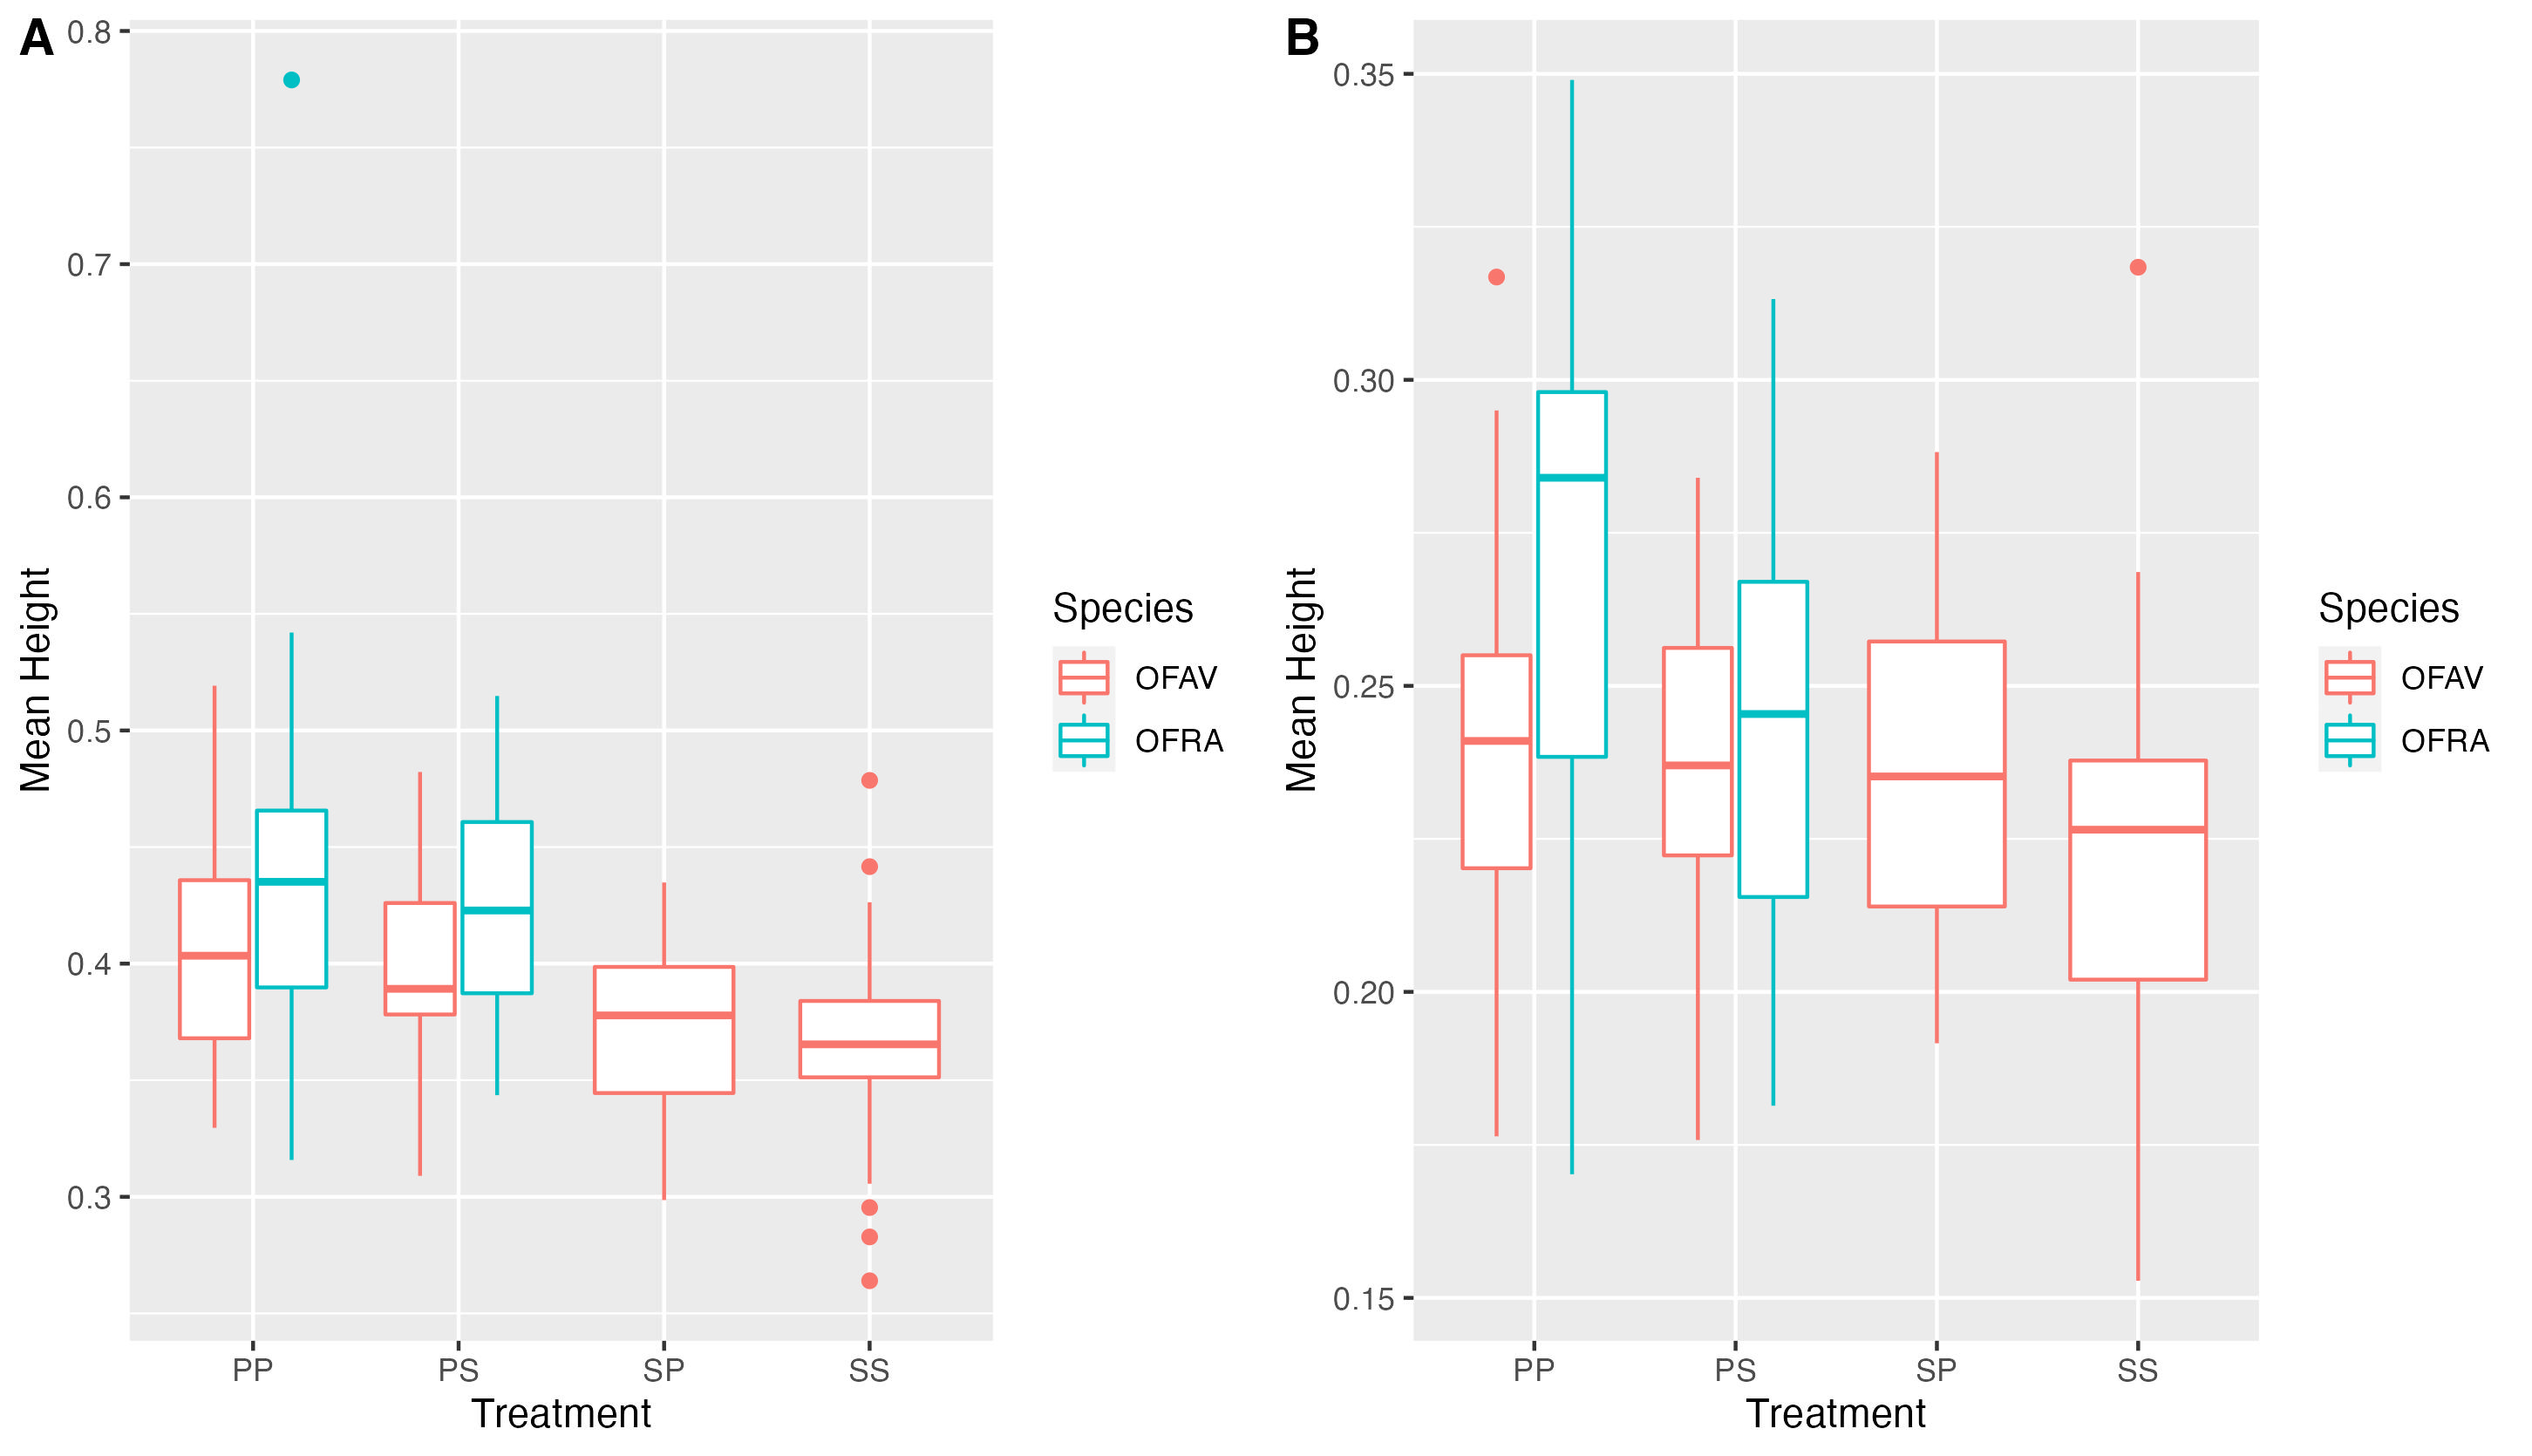 A
0.8
0.7
0.6
0.5
0.4
0.3
Mean Height
PP PS SP SS
Treatment
Species
OFAV
OFRA
B
0.35
0.30
0.25
0.20
0.15
Mean Height
PP PS SP SS
Treatment
Species
OFAV
OFRA